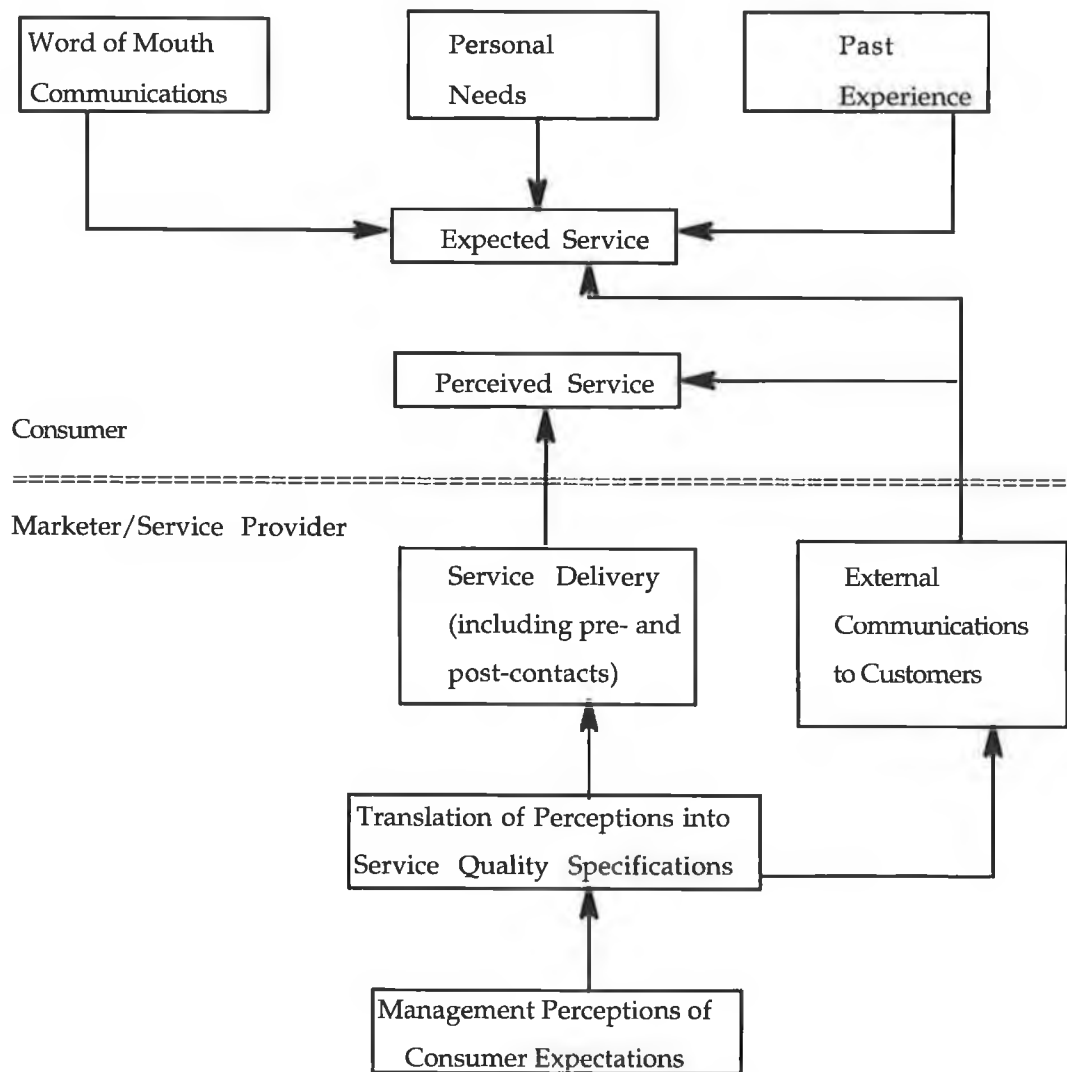 Word of Mouth
Communications
Personal
Needs
Past
Experience
Expected Service
Perceived Service
Consumer
Marketer/Service Provider
Service Delivery
(including pre- and
post-contacts)
External
Communications
to Customers
Translation of Perceptions into
Service Quality Specifications
Management Perceptions of
Consumer Expectations